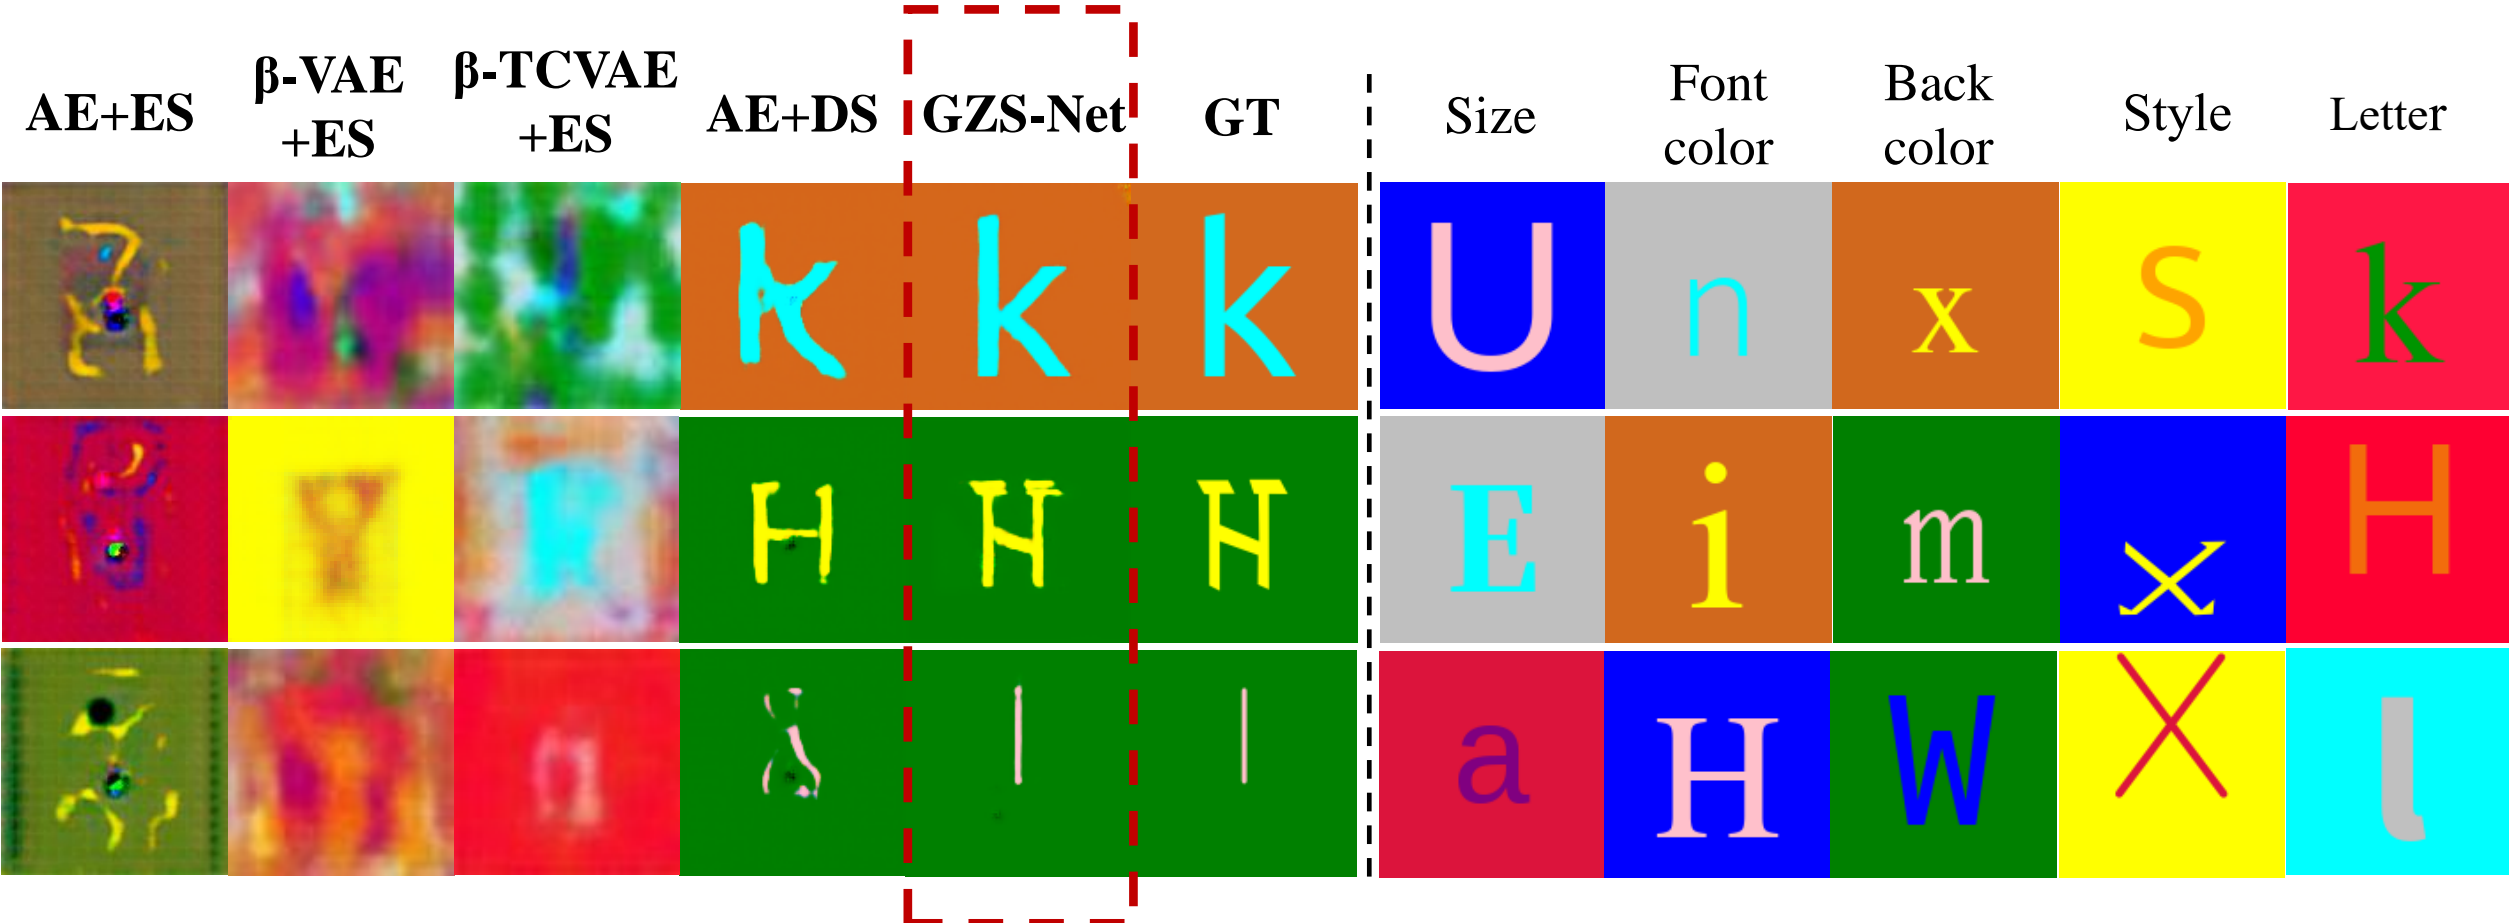 AE+ES β-VAE +ES β-TCVAE +ES AE+DS GZS-Net GT Size Font color Back color Style Letter
k k k U n x S k
H H H E i m x H
l l a H W X l